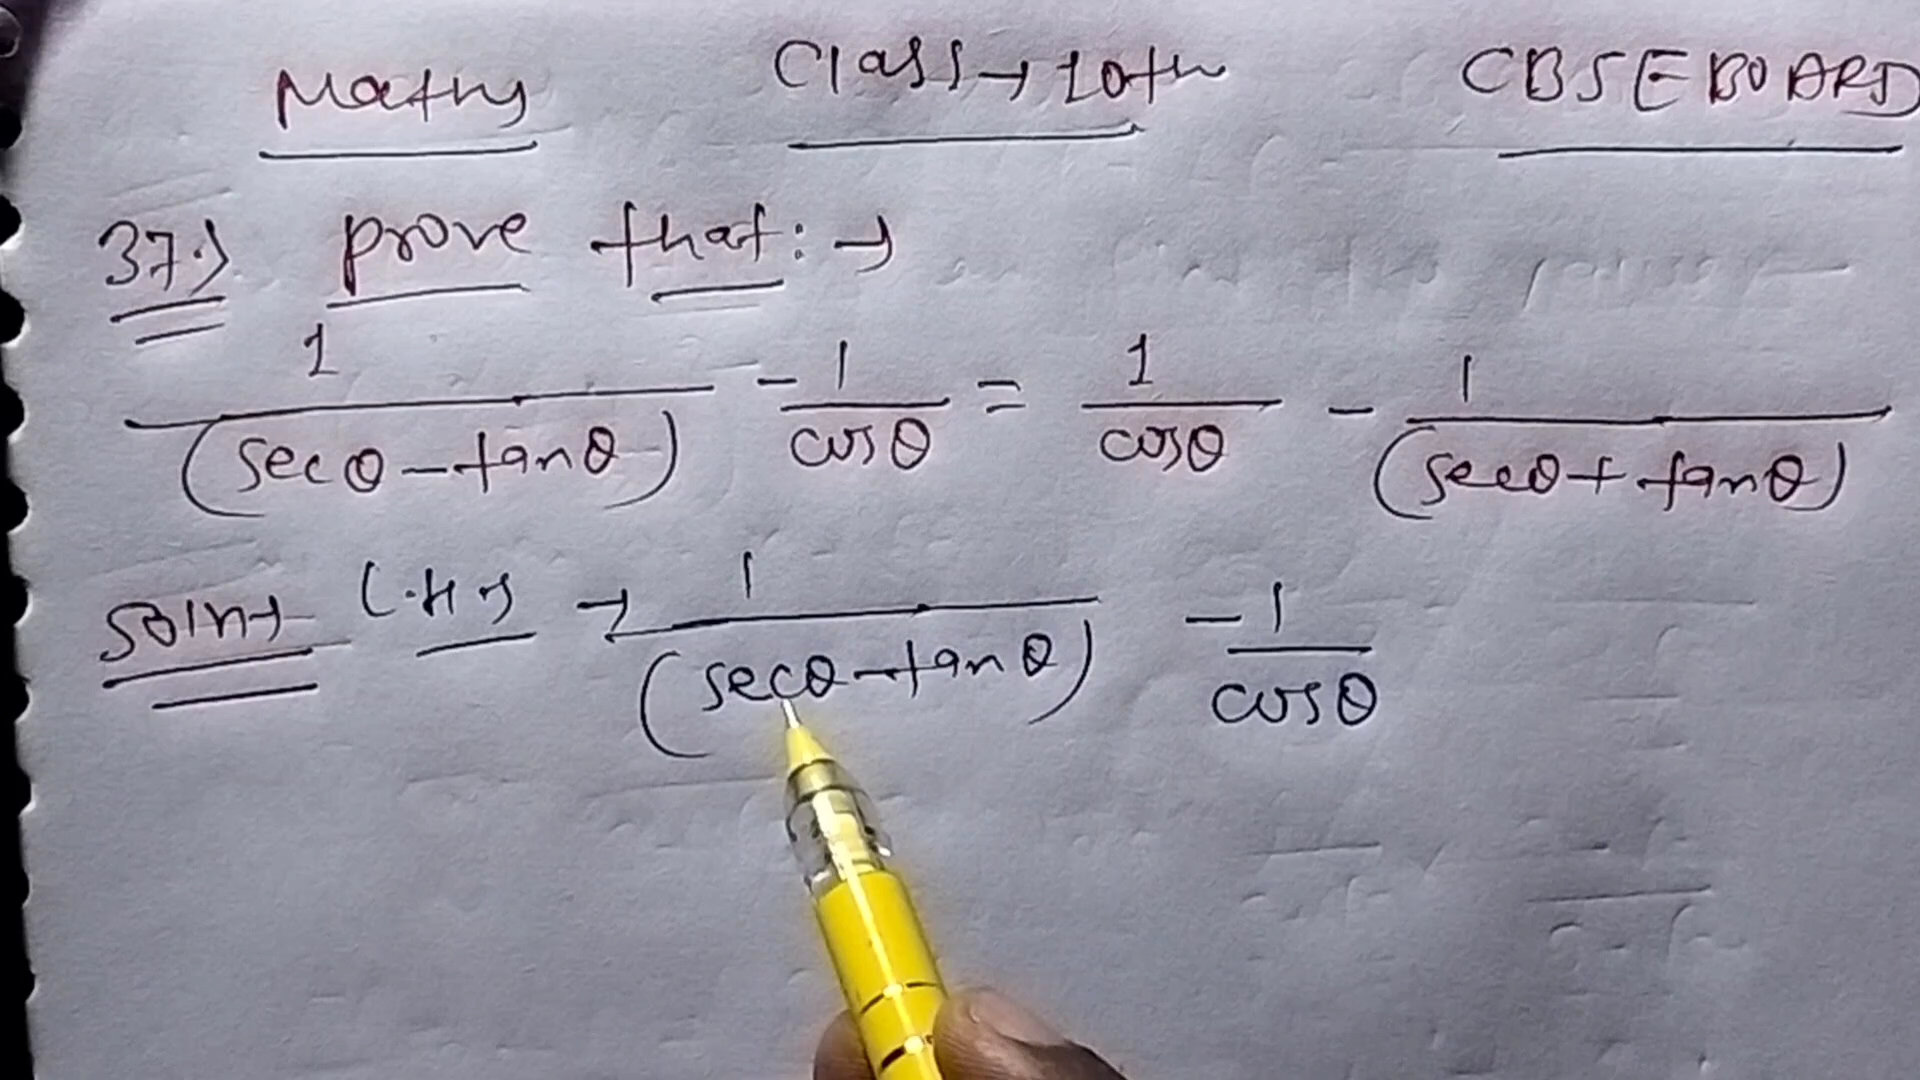 Maths Class → 10th CBSE BOARD
37.) prove that : →
1/(secθ - tanθ) - 1/cosθ = 1/cosθ - 1/(secθ + tanθ)
Soln → L.H.S → 1/(secθ - tanθ) - 1/cosθ